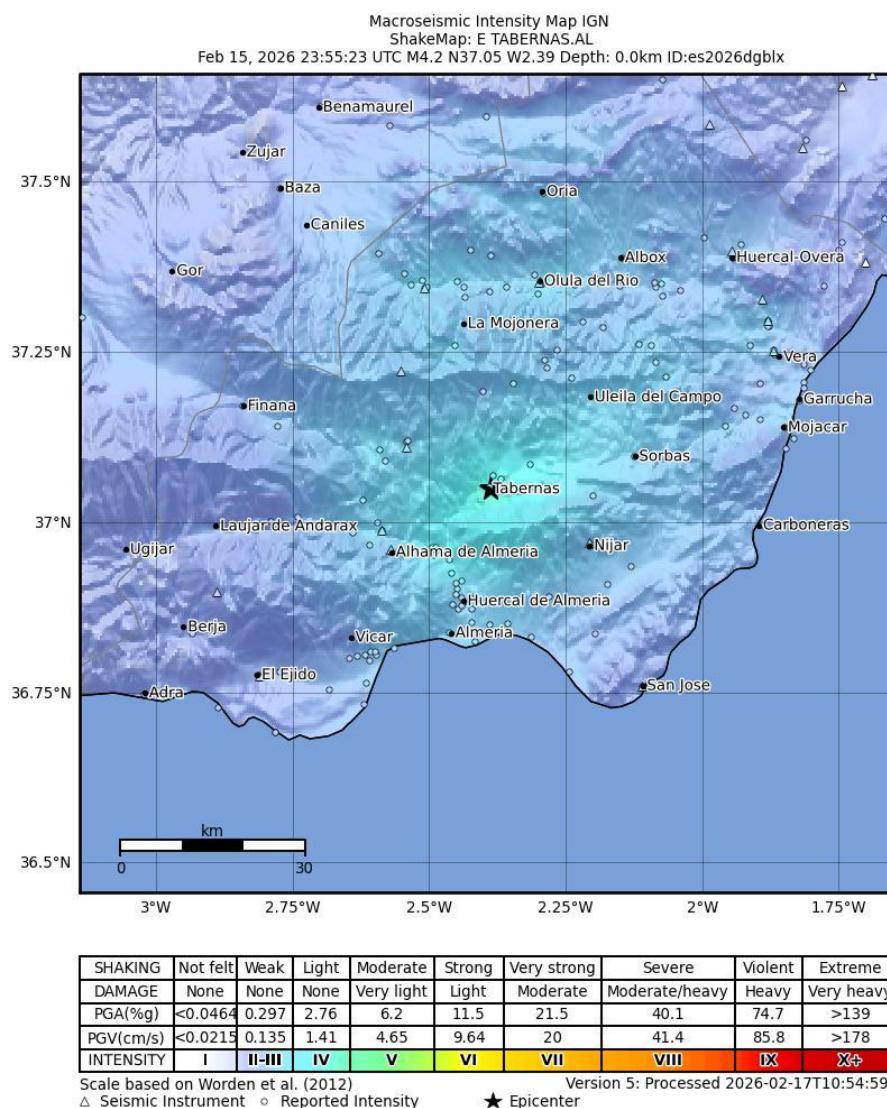 Macroseismic Intensity Map IGN
ShakeMap: E TABERNAS.AL
Feb 15, 2026 23:55:23 UTC M4.2 N37.05 W2.39 Depth: 0.0km ID:es2026dgblx
Benamaurel
Zujar
37.5°N
Baza
Oria
Caniles
Gor
Albox
Huercal-Overa
Olula del Rio
La Mojonera
37.25°N
Vera
Finana
Uleila del Campo
Garrucha
Mojacar
Sorbas
Tabernas
37°N
Laujar de Andarax
Carboneras
Ugijar
Alhama de Almeria
Nijar
Huercal de Almeria
Berja
Vicar
Almeria
El Ejido
36.75°N
Adra
San Jose
km
0 30
36.5°N
3°W 2.75°W 2.5°W 2.25°W 2°W 1.75°W
SHAKING Not felt Weak Light Moderate Strong Very strong Severe Violent Extreme
DAMAGE None None None Very light Light Moderate Moderate/heavy Heavy Very heavy
PGA(%g) <0.0464 0.297 2.76 6.2 11.5 21.5 40.1 74.7 >139
PGV(cm/s) <0.0215 0.135 1.41 4.65 9.64 20 41.4 85.8 >178
INTENSITY I II-III IV V VI VII VIII IX X+
Scale based on Worden et al. (2012) Version 5: Processed 2026-02-17T10:54:59
△ Seismic Instrument ○ Reported Intensity ★ Epicenter